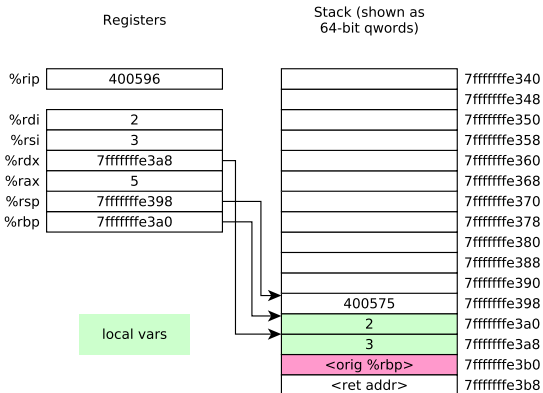 Registers
Stack (shown as
64-bit qwords)
%rip 400596
%rdi 2
%rsi 3
%rdx 7fffffffe3a8
%rax 5
%rsp 7fffffffe398
%rbp 7fffffffe3a0
7fffffffe340
7fffffffe348
7fffffffe350
7fffffffe358
7fffffffe360
7fffffffe368
7fffffffe370
7fffffffe378
7fffffffe380
7fffffffe388
7fffffffe390
400575 7fffffffe398
2 7fffffffe3a0
3 7fffffffe3a8
<orig %rbp> 7fffffffe3b0
<ret addr> 7fffffffe3b8
local vars